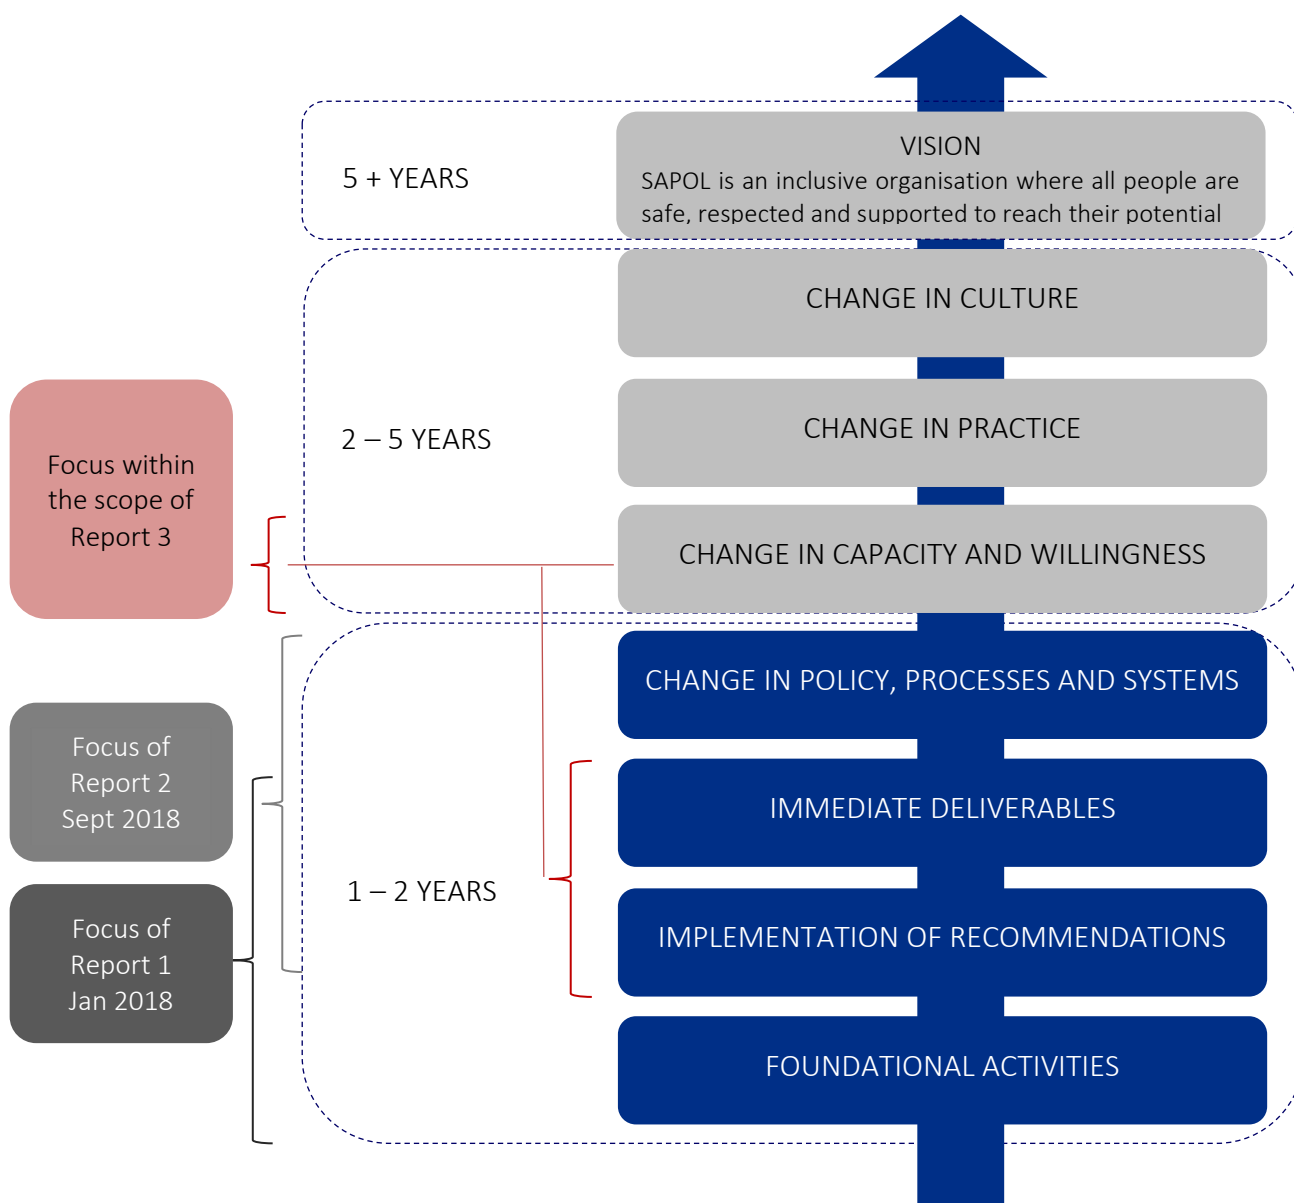 VISION
5 + YEARS
SAPOL is an inclusive organisation where all people are
safe, respected and supported to reach their potential
CHANGE IN CULTURE
2 – 5 YEARS
CHANGE IN PRACTICE
Focus within
the scope of
Report 3
CHANGE IN CAPACITY AND WILLINGNESS
CHANGE IN POLICY, PROCESSES AND SYSTEMS
Focus of
Report 2
Sept 2018
IMMEDIATE DELIVERABLES
1 – 2 YEARS
Focus of
Report 1
Jan 2018
IMPLEMENTATION OF RECOMMENDATIONS
FOUNDATIONAL ACTIVITIES